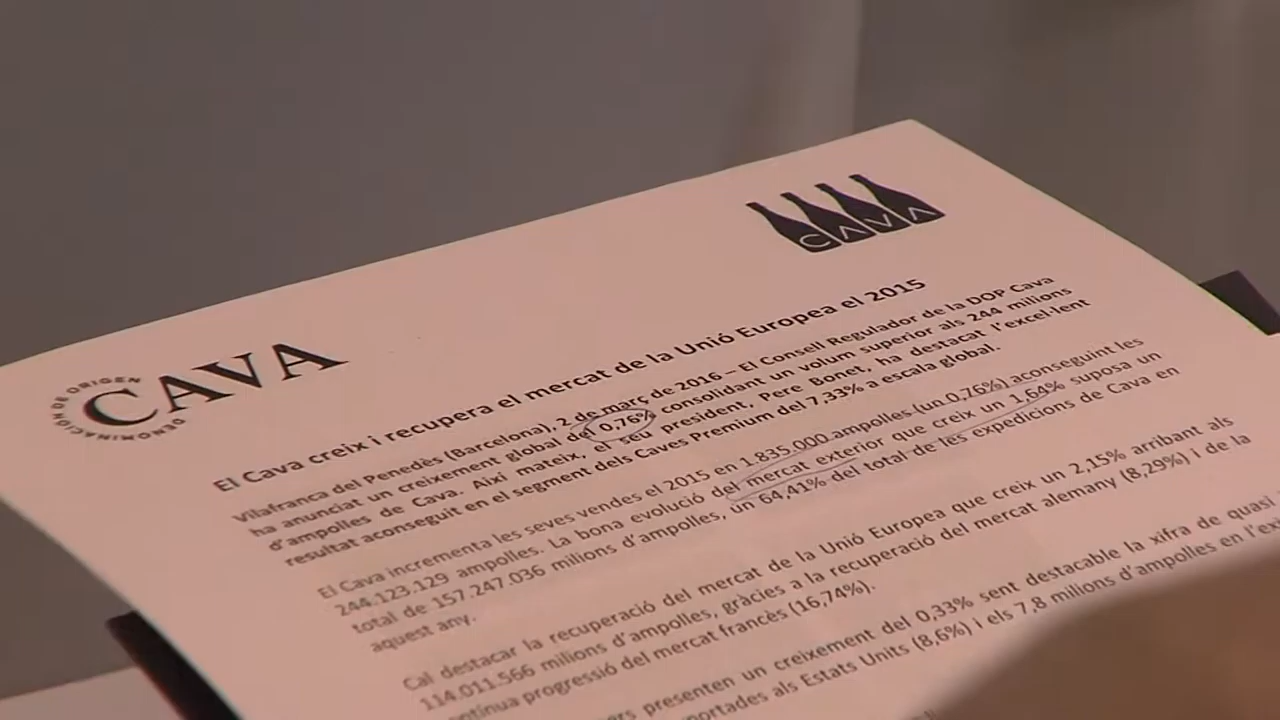 DENOMINACIÓN DE ORIGEN
CAVA
CAVA
El Cava creix i recupera el mercat de la Unió Europea el 2015
Vilafranca del Penedès (Barcelona), 2 de març de 2016 – El Consell Regulador de la DOP Cava
ha anunciat un creixement global de 0,76% consolidant un volum superior als 244 milions
d'ampolles de Cava. Així mateix, el seu president, Pere Bonet, ha destacat l'excel·lent
resultat aconseguit en el segment dels Caves Premium del 7,33% a escala global.
El Cava incrementa les seves vendes el 2015 en 1.835.000 ampolles (un 0,76%) aconseguint les
244.123.129 ampolles. La bona evolució del mercat exterior que creix un 1,64% suposa un
total de 157.247.036 milions d'ampolles, un 64,41% del total de les expedicions de Cava en
aquest any.
Cal destacar la recuperació del mercat de la Unió Europea que creix un 2,15% arribant als
114.011.566 milions d'ampolles, gràcies a la recuperació del mercat alemany (8,29%) i de la
contínua progressió del mercat francès (16,74%).
presenten un creixement del 0,33% sent destacable la xifra de quasi
als Estats Units (8,6%) i els 7,8 milions d'ampolles en